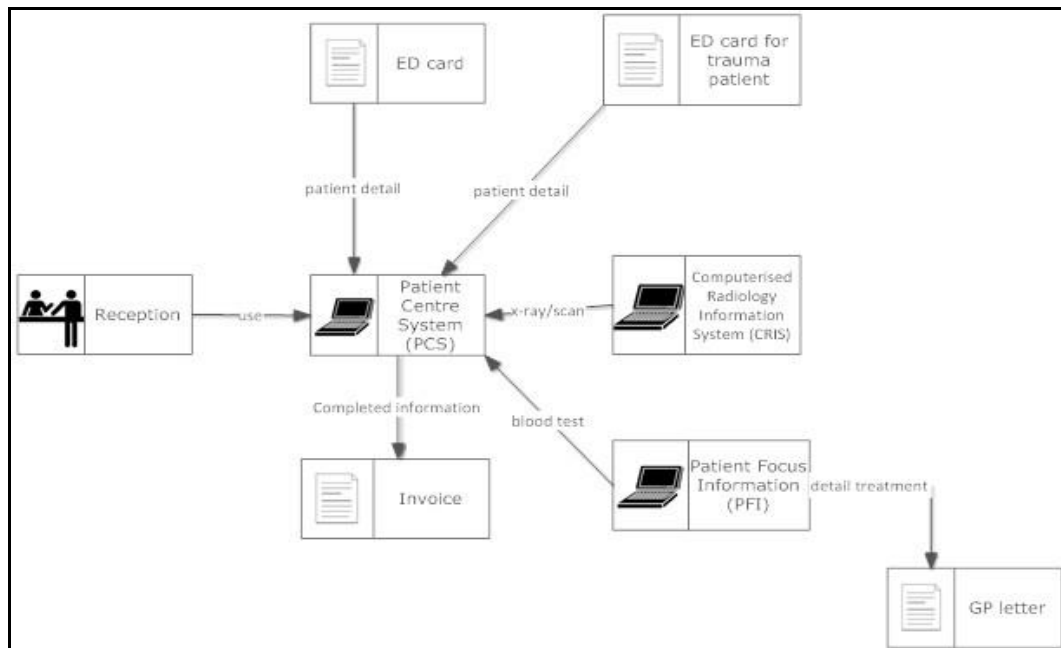 ED card
ED card for
trauma
patient
patient detail
patient detail
Reception
use
Patient
Centre
System
(PCS)
x-ray/scan
Computerised
Radiology
Information
System (CRIS)
Completed information
blood test
Invoice
Patient Focus
Information
(PFI)
detail treatment
GP letter